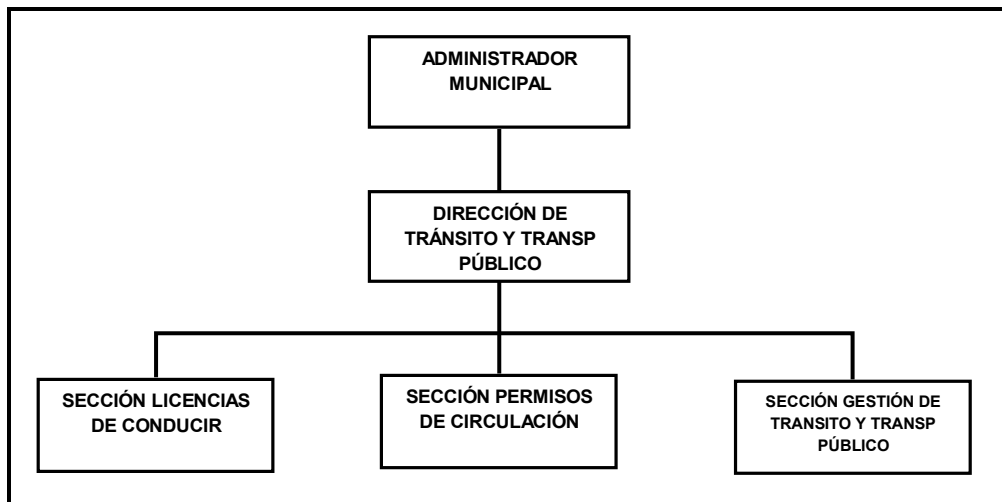 ADMINISTRADOR
MUNICIPAL
DIRECCIÓN DE
TRÁNSITO Y TRANSP
PÚBLICO
SECCIÓN LICENCIAS
DE CONDUCIR
SECCIÓN PERMISOS
DE CIRCULACIÓN
SECCIÓN GESTIÓN DE
TRANSITO Y TRANSP
PÚBLICO